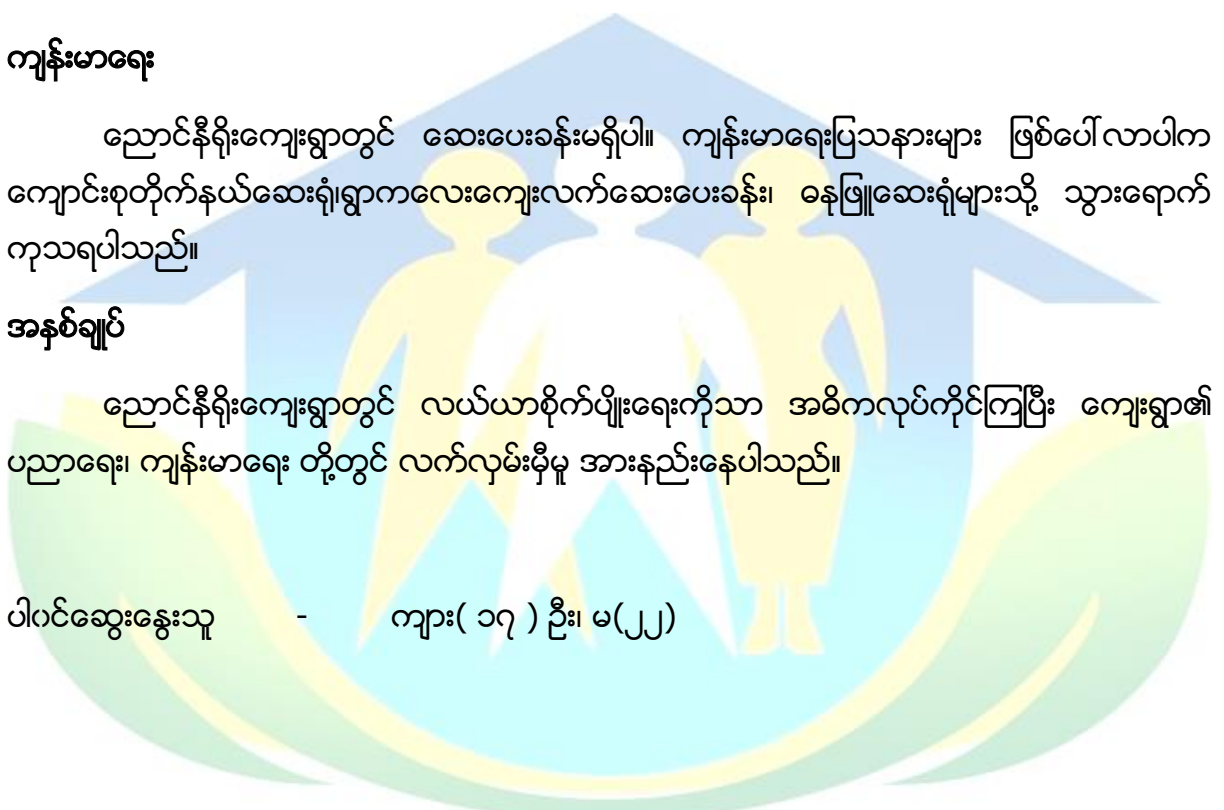 ကျန်းမာရေး
ညောင်နီရိုးကျေးရွာတွင် ဆေးပေးခန်းမရှိပါ။ ကျန်းမာရေးပြသနားများ ဖြစ်ပေါ်လာပါက
ကျောင်းစုတိုက်နယ်ဆေးရုံ၊ရွာကလေးကျေးလက်ဆေးပေးခန်း၊ ဓနုဖြူဆေးရုံများသို့ သွားရောက်
ကုသရပါသည်။
အနှစ်ချုပ်
ညောင်နီရိုးကျေးရွာတွင် လယ်ယာစိုက်ပျိုးရေးကိုသာ အဓိကလုပ်ကိုင်ကြပြီး ကျေးရွာ၏
ပညာရေး၊ ကျန်းမာရေး တို့တွင် လက်လှမ်းမှီမှု အားနည်းနေပါသည်။
ပါဝင်ဆွေးနွေးသူ - ကျား( ၁၇ ) ဦး၊ မ(၂၂)